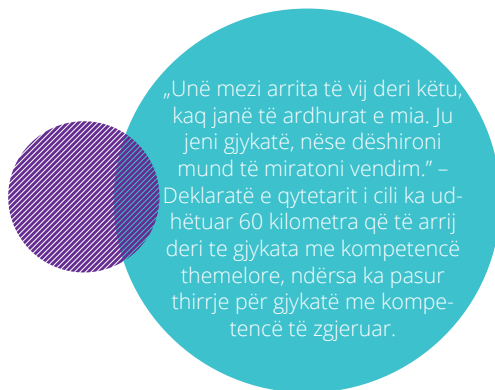 „Unë mezi arrita të vij deri këtu,
kaq janë të ardhurat e mia. Ju
jeni gjykatë, nëse dëshironi
mund të miratoni vendim.” –
Deklaratë e qytetarit i cili ka ud-
hëtuar 60 kilometra që të arrij
deri te gjykata me kompetencë
themelore, ndërsa ka pasur
thirrje për gjykatë me kompe-
tencë të zgjeruar.